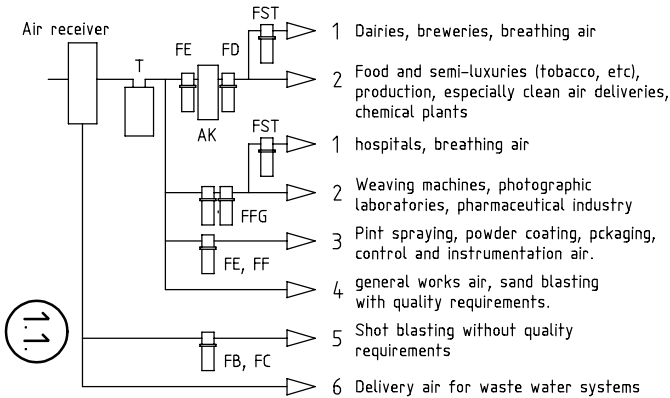 FST
Air receiver
1 Dairies, breweries, breathing air
T
FE
FD
2 Food and semi-luxuries (tobacco, etc),
production, especially clean air deliveries,
chemical plants
AK
FST
1 hospitals, breathing air
2 Weaving machines, photographic
laboratories, pharmaceutical industry
FFG
3 Pint spraying, powder coating, pckaging,
control and instrumentation air.
FE, FF
4 general works air, sand blasting
with quality requirements.
1.1.
5 Shot blasting without quality
requirements
FB, FC
6 Delivery air for waste water systems